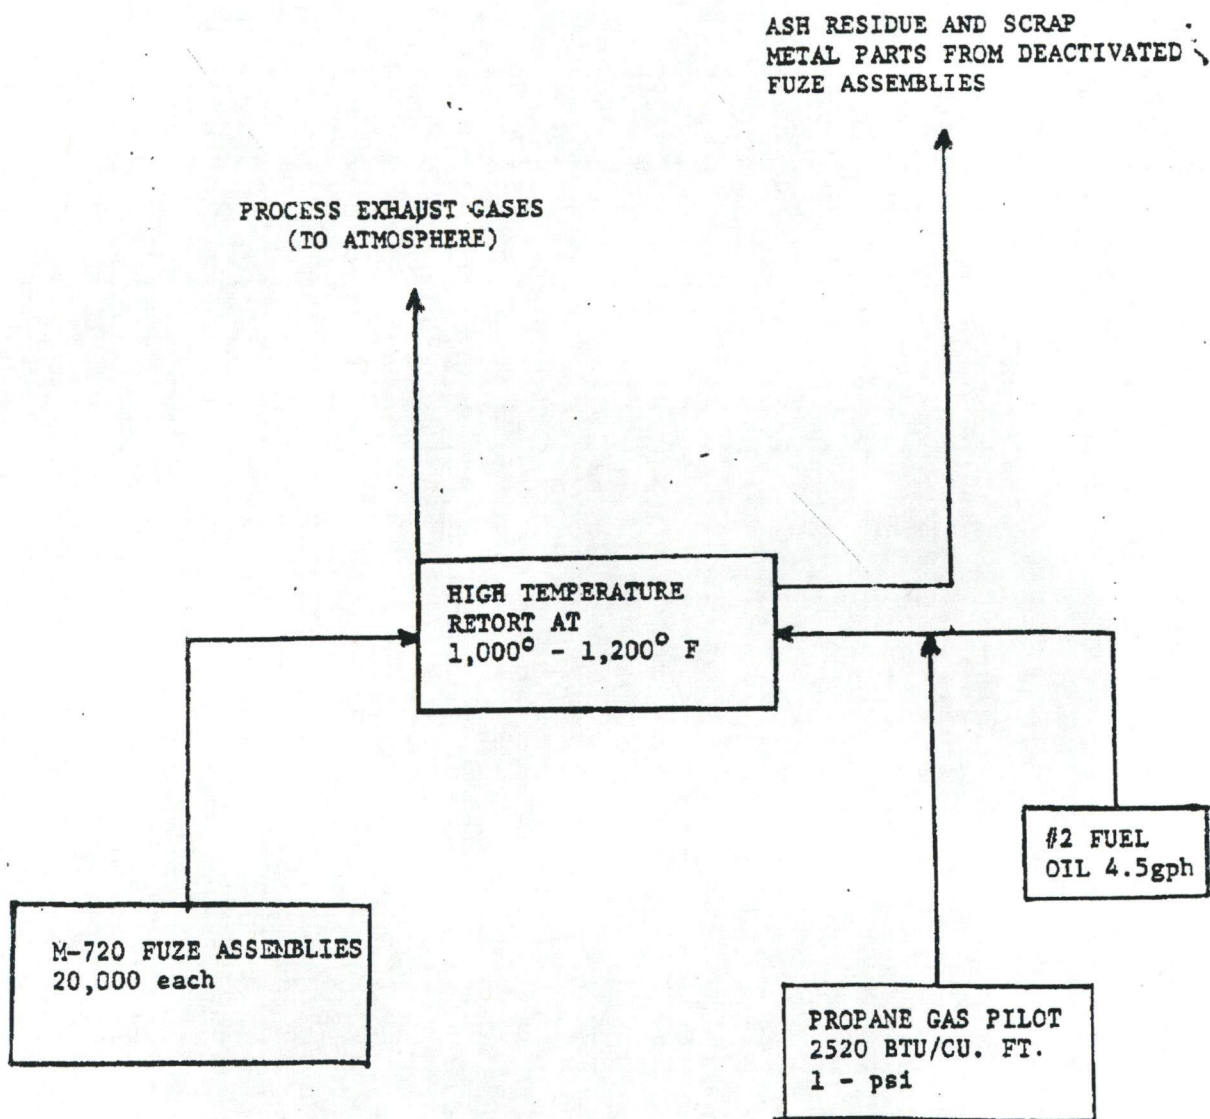 ASH RESIDUE AND SCRAP
METAL PARTS FROM DEACTIVATED
FUZE ASSEMBLIES
PROCESS EXHAUST GASES
(TO ATMOSPHERE)
HIGH TEMPERATURE
RETORT AT
1,000° - 1,200° F
#2 FUEL
OIL 4.5gph
M-720 FUZE ASSEMBLIES
20,000 each
PROPANE GAS PILOT
2520 BTU/CU. FT.
1 - psi